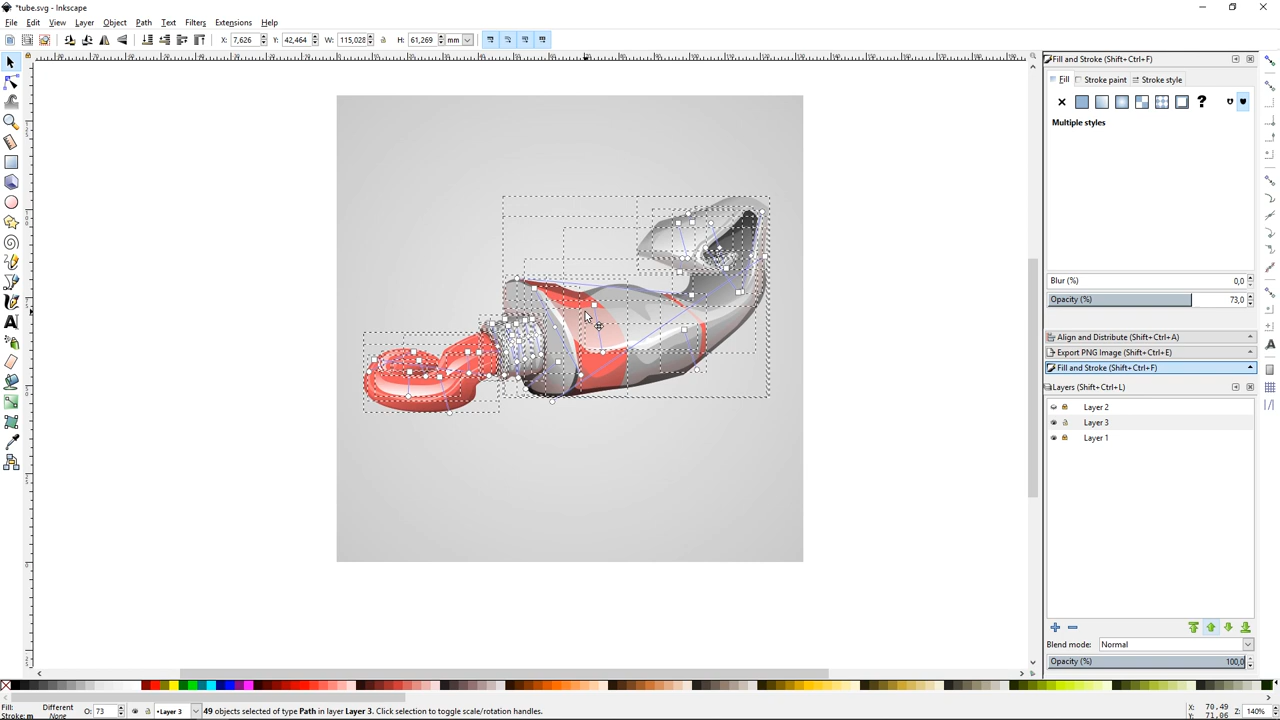 *tube.svg - Inkscape
File Edit View Layer Object Path Text Filters Extensions Help
X: 7,626 Y: 42,464 W: 115,028 H: 61,269 mm
Fill and Stroke (Shift+Ctrl+F)
Fill Stroke paint Stroke style
?
Multiple styles
Blur (%) 0,0
Opacity (%) 73,0
Align and Distribute (Shift+Ctrl+A)
Export PNG Image (Shift+Ctrl+E)
Fill and Stroke (Shift+Ctrl+F)
Layers (Shift+Ctrl+L)
Layer 2
Layer 3
Layer 1
Blend mode: Normal
Opacity (%) 100,0
Fill: Different
Stroke: m None
O: 73
•Layer 3
49 objects selected of type Path in layer Layer 3. Click selection to toggle scale/rotation handles.
X: 70,49
Y: 71,06
Z: 140%